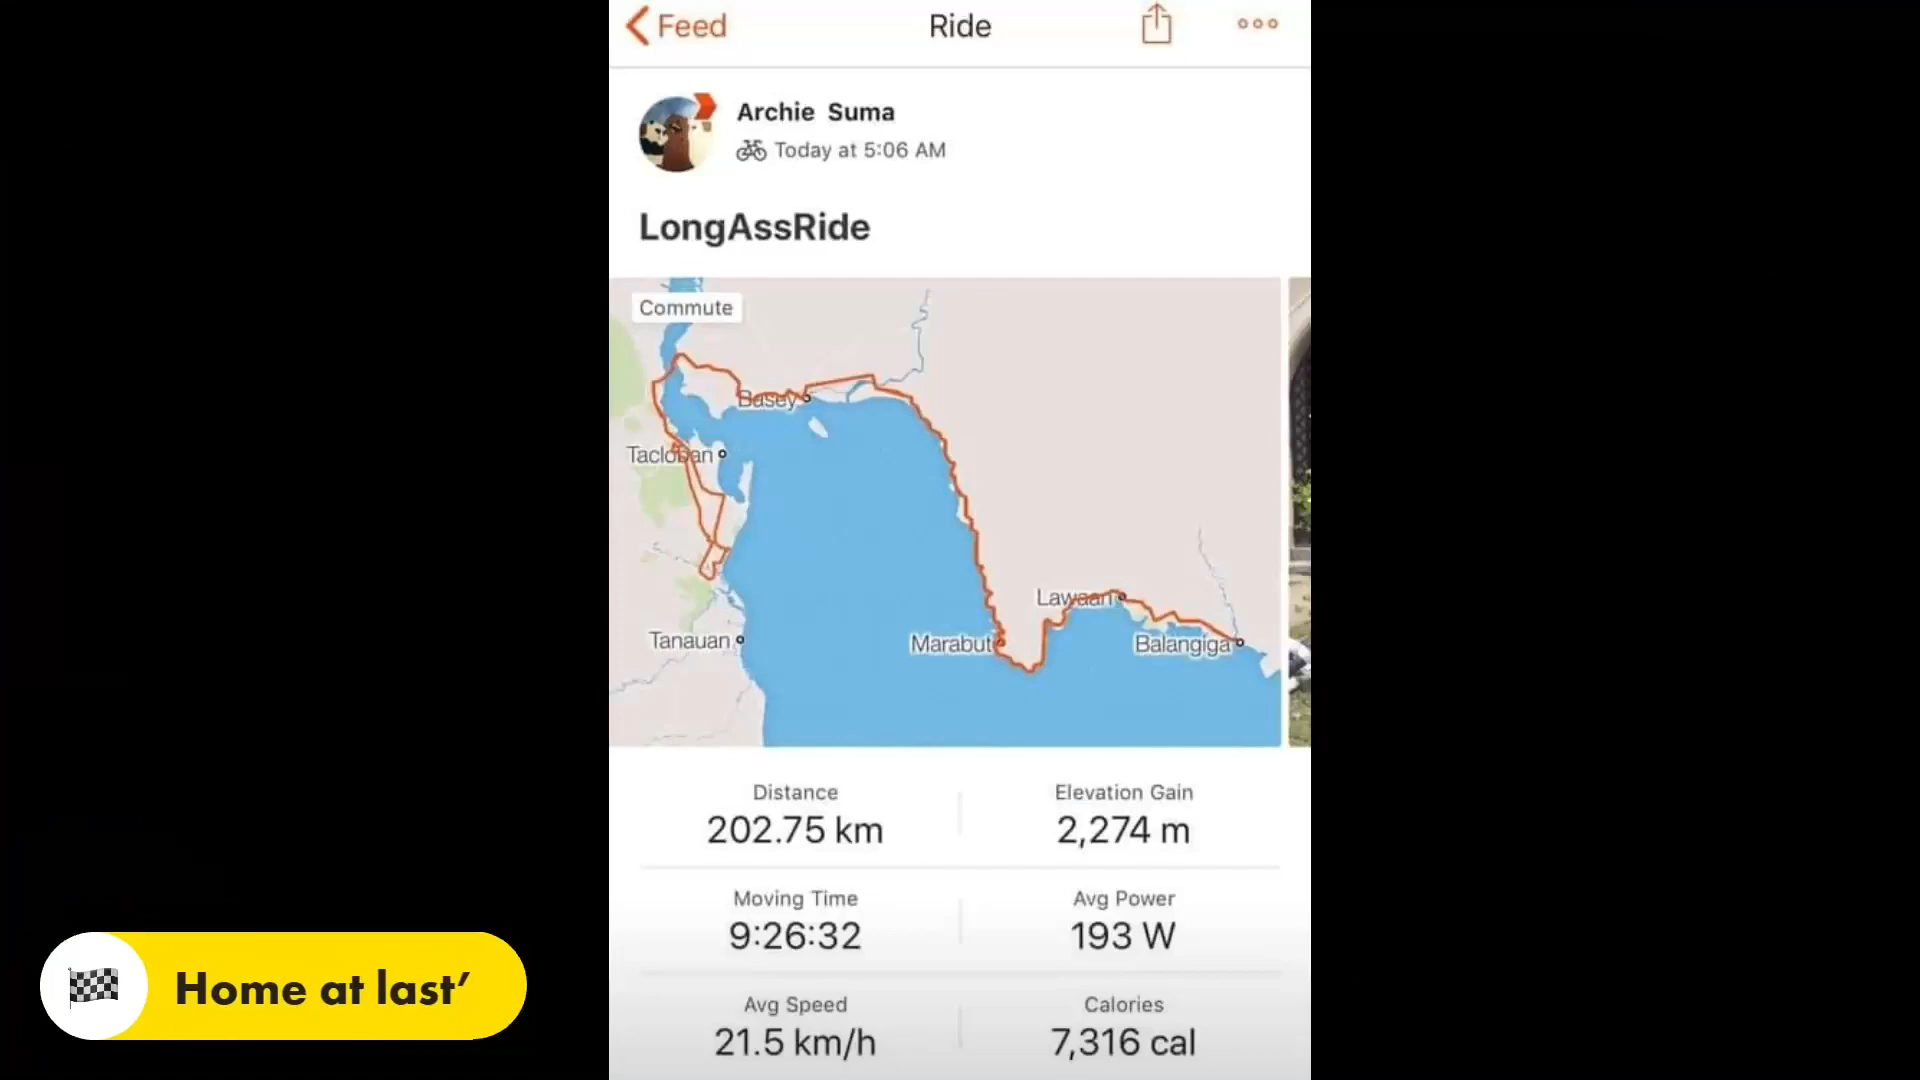 Feed
Ride
Archie Suma
Today at 5:06 AM
LongAssRide
Commute
Basey
Tacloban
Lawaan
Tanauan
Marabut
Balangiga
Distance
202.75 km
Elevation Gain
2,274 m
Moving Time
9:26:32
Avg Power
193 W
Avg Speed
21.5 km/h
Calories
7,316 cal
Home at last’